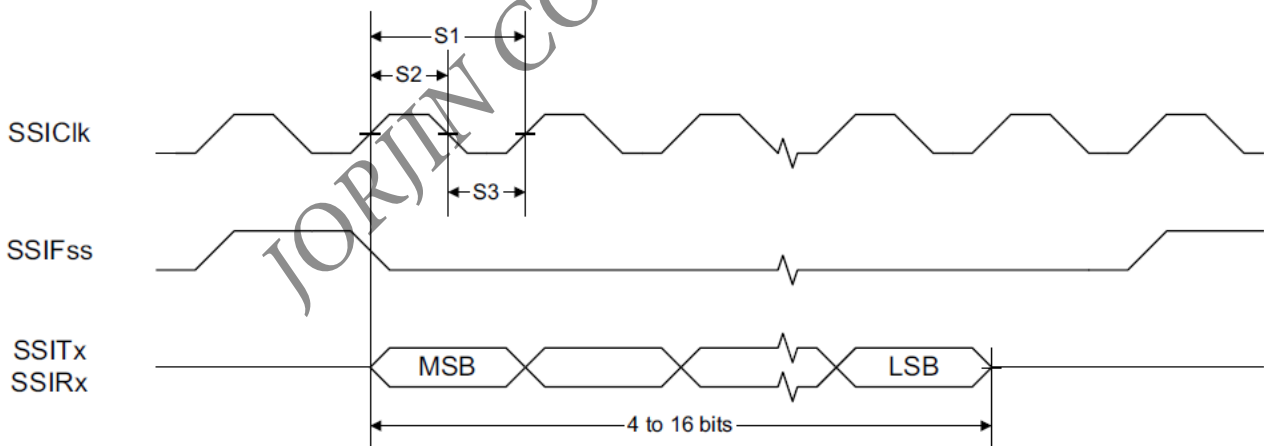 S1
S2
SSIClk
S3
SSIFss
SSITx
SSIRx
MSB
LSB
4 to 16 bits
JORJIN CO